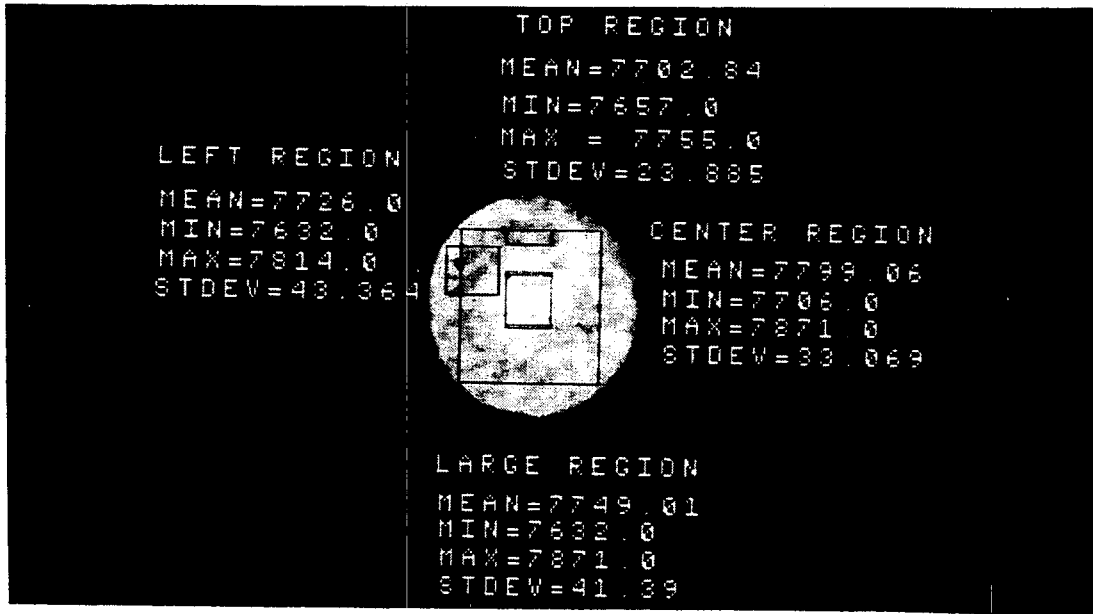 TOP REGION
MEAN=7702.84
MIN=7657.0
MAX = 7755.0
STDEV=23.885
LEFT REGION
MEAN=7726.0
MIN=7632.0
MAX=7814.0
STDEV=43.364
CENTER REGION
MEAN=7799.06
MIN=7706.0
MAX=7871.0
STDEV=33.069
LARGE REGION
MEAN=7749.01
MIN=7632.0
MAX=7871.0
STDEV=41.39